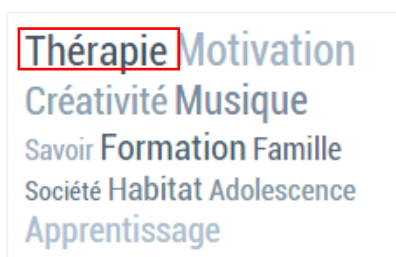 Thérapie Motivation
Créativité Musique
Savoir Formation Famille
Société Habitat Adolescence
Apprentissage